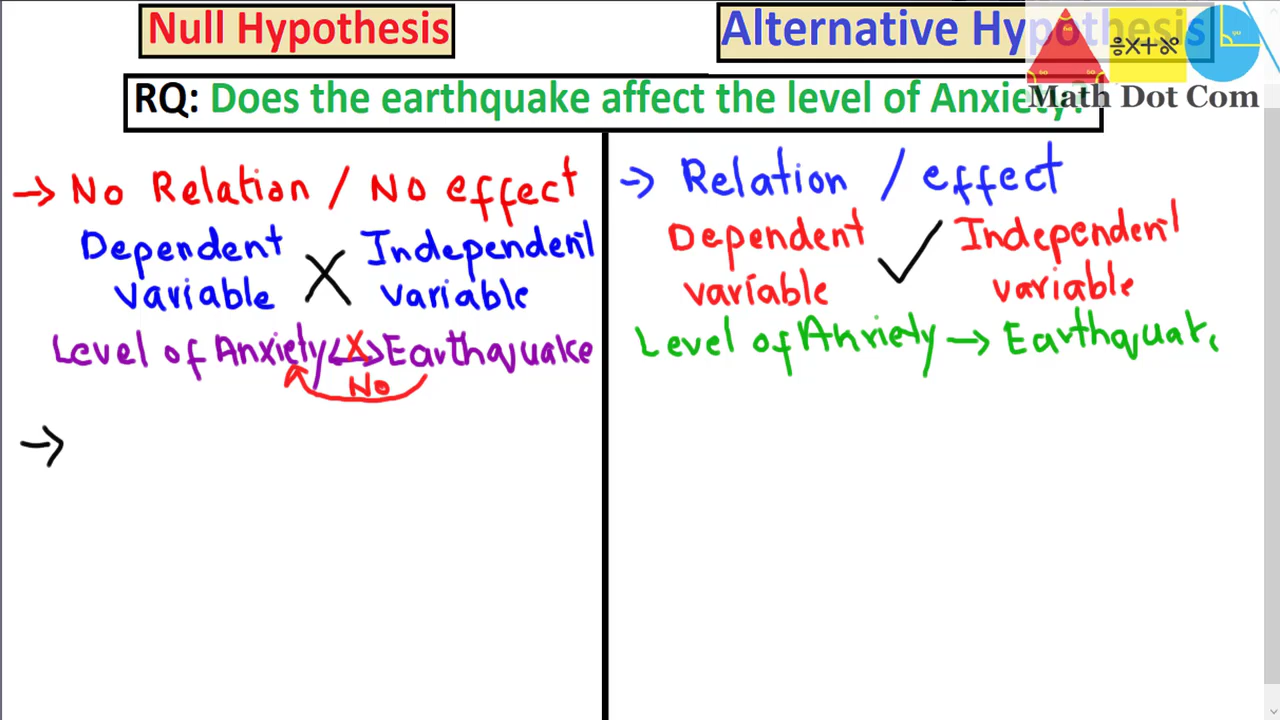 Null Hypothesis
Alternative Hypothesis
÷×+%
Math Dot Com
RQ: Does the earthquake affect the level of Anxiety?
→ No Relation / No effect
Dependent variable X Independent variable
Level of Anxiety <-X-> Earthquake
No
→
→ Relation / effect
Dependent variable ✓ Independent variable
Level of Anxiety → Earthquak